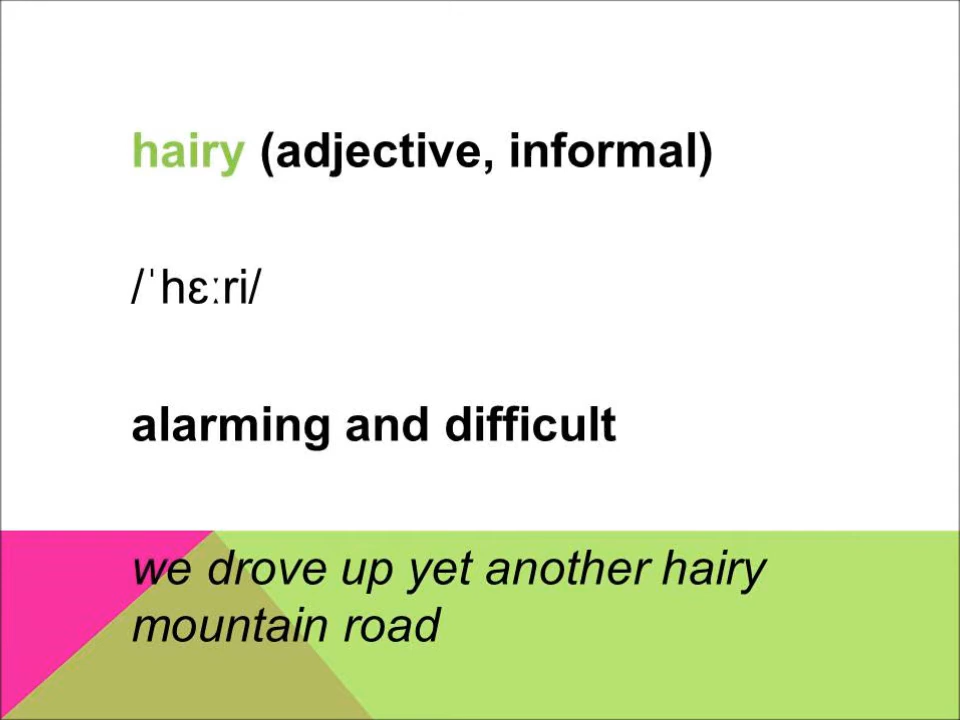 hairy (adjective, informal)
/ˈhɛːri/
alarming and difficult
we drove up yet another hairy
mountain road